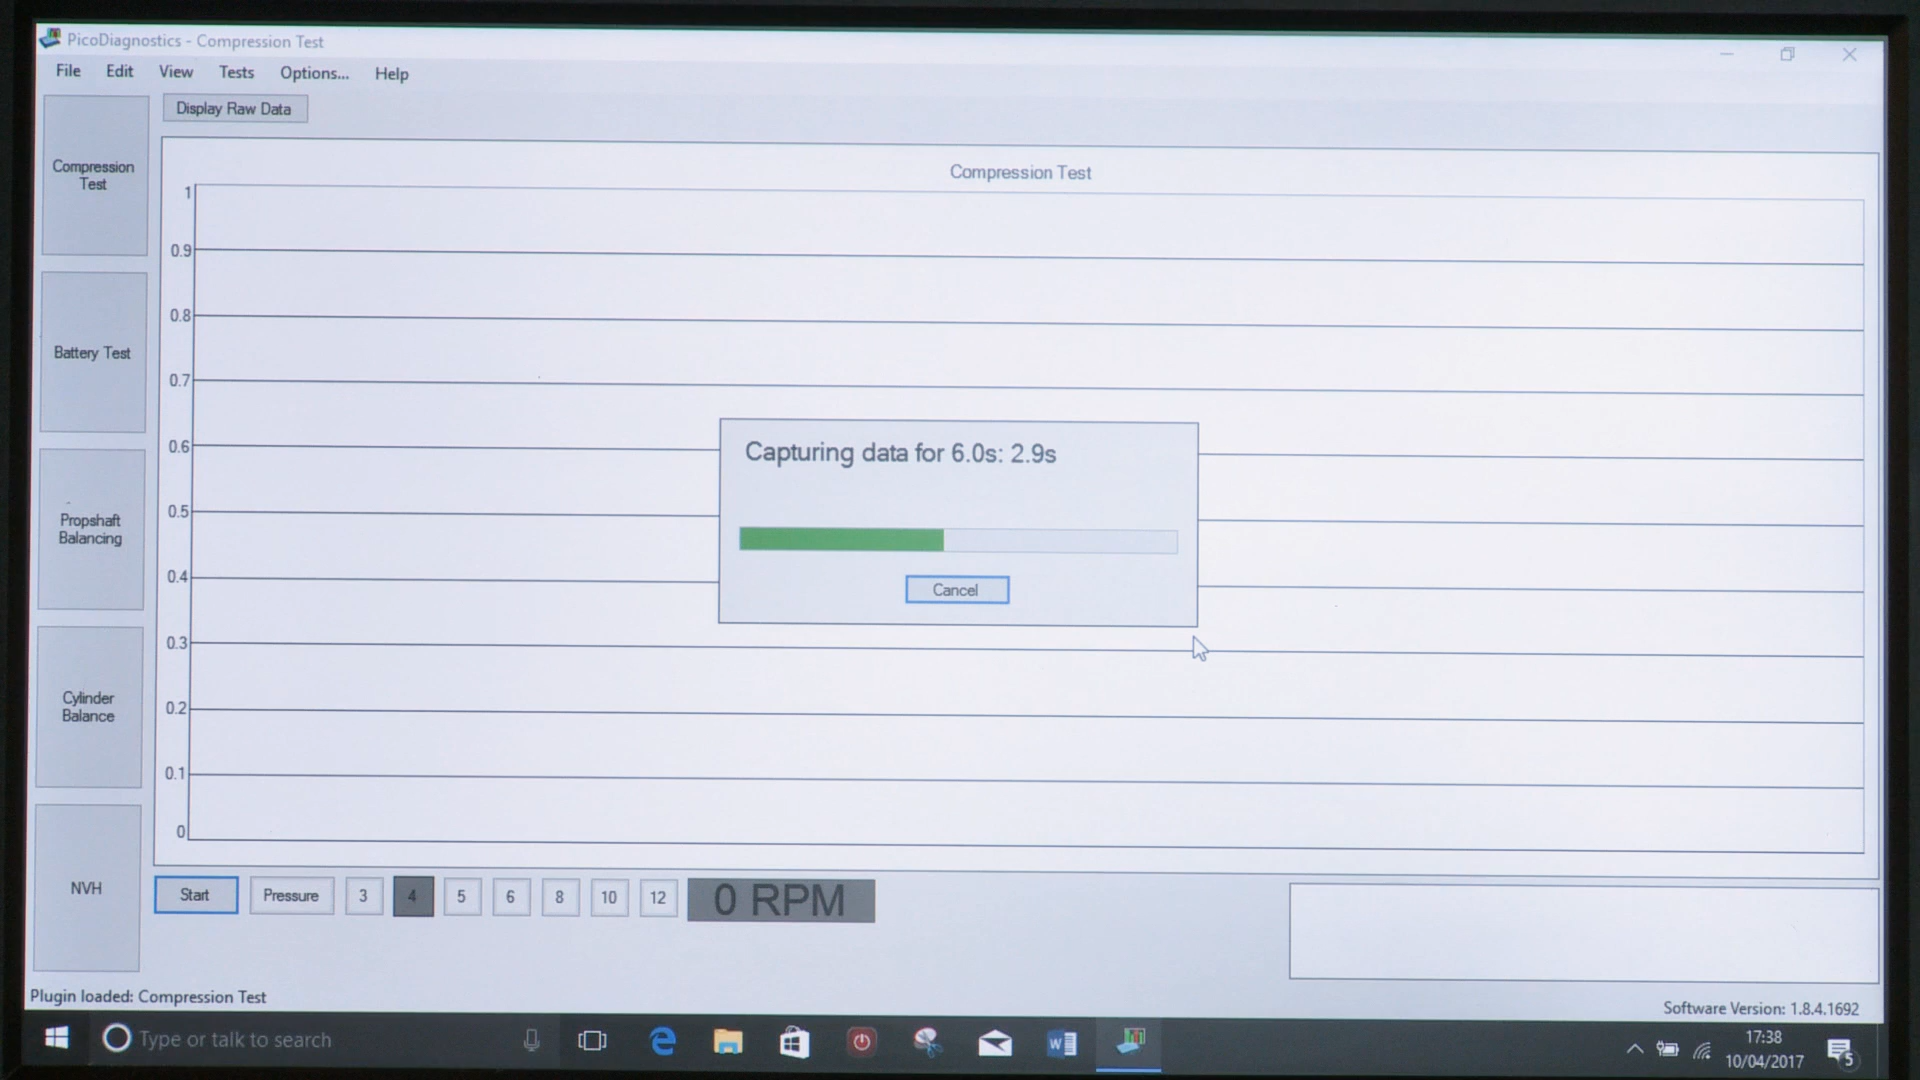 PicoDiagnostics - Compression Test
File Edit View Tests Options... Help
Display Raw Data
Compression
Test
Battery Test
Propshaft
Balancing
Cylinder
Balance
NVH
Compression Test
1
0.9
0.8
0.7
0.6
0.5
0.4
0.3
0.2
0.1
0
Capturing data for 6.0s: 2.9s
Cancel
Start Pressure 3 4 5 6 8 10 12 0 RPM
Plugin loaded: Compression Test
Software Version: 1.8.4.1692
Type or talk to search
17:38
10/04/2017
5